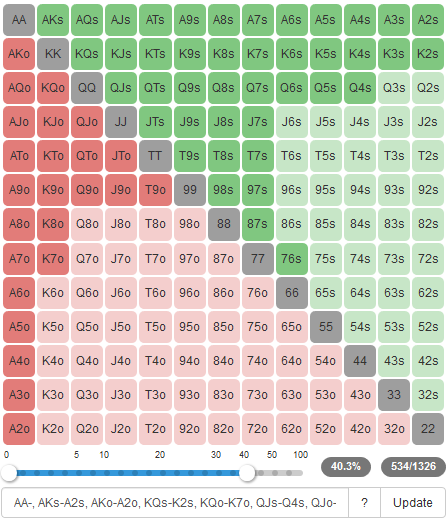 AA AKs AQs AJs ATs A9s A8s A7s A6s A5s A4s A3s A2s
AKo KK KQs KJs KTs K9s K8s K7s K6s K5s K4s K3s K2s
AQo KQo QQ QJs QTs Q9s Q8s Q7s Q6s Q5s Q4s Q3s Q2s
AJo KJo QJo JJ JTs J9s J8s J7s J6s J5s J4s J3s J2s
ATo KTo QTo JTo TT T9s T8s T7s T6s T5s T4s T3s T2s
A9o K9o Q9o J9o T9o 99 98s 97s 96s 95s 94s 93s 92s
A8o K8o Q8o J8o T8o 98o 88 87s 86s 85s 84s 83s 82s
A7o K7o Q7o J7o T7o 97o 87o 77 76s 75s 74s 73s 72s
A6o K6o Q6o J6o T6o 96o 86o 76o 66 65s 64s 63s 62s
A5o K5o Q5o J5o T5o 95o 85o 75o 65o 55 54s 53s 52s
A4o K4o Q4o J4o T4o 94o 84o 74o 64o 54o 44 43s 42s
A3o K3o Q3o J3o T3o 93o 83o 73o 63o 53o 43o 33 32s
A2o K2o Q2o J2o T2o 92o 82o 72o 62o 52o 42o 32o 22
0 5 10 20 30 40 50 100
40.3% 534/1326
AA-, AKs-A2s, AKo-A2o, KQs-K2s, KQo-K7o, QJs-Q4s, QJo- ? Update